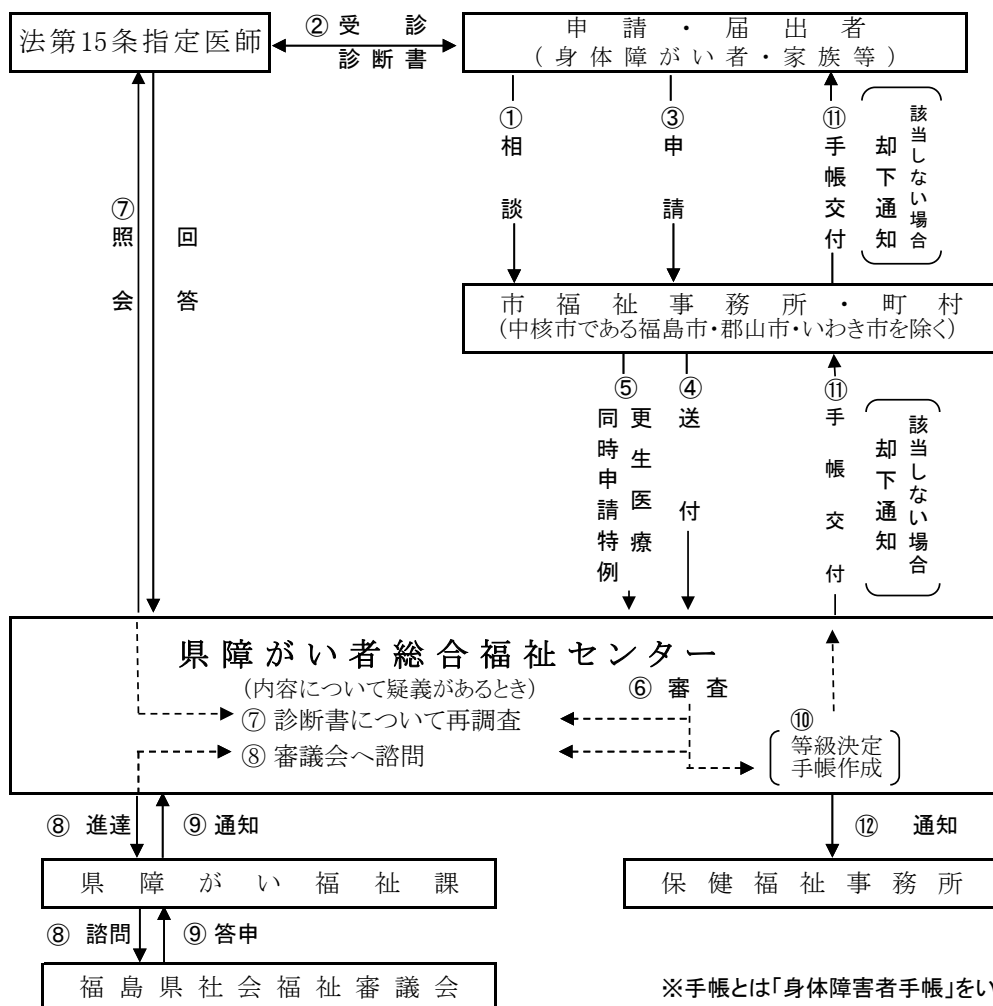 法第15条指定医師
② 受 診
診 断 書
申 請 ・ 届 出 者
( 身 体 障 が い 者 ・ 家 族 等 )
①相談
③申請
⑪手帳交付
該当しない場合
却下通知
⑦照会
回答
市 福 祉 事 務 所 ・ 町 村
(中核市である福島市・郡山市・いわき市を除く)
⑤更生医療
同時申請特例
④送付
⑪手帳交付
該当しない場合
却下通知
県障がい者総合福祉センター
(内容について疑義があるとき)
⑥ 審 査
⑦ 診断書について再調査
⑧ 審議会へ諮問
⑩
等級決定
手帳作成
⑧ 進達
⑨ 通知
⑫ 通知
県 障 が い 福 祉 課
保 健 福 祉 事 務 所
⑧ 諮問
⑨ 答申
福 島 県 社 会 福 祉 審 議 会
※手帳とは「身体障害者手帳」をい